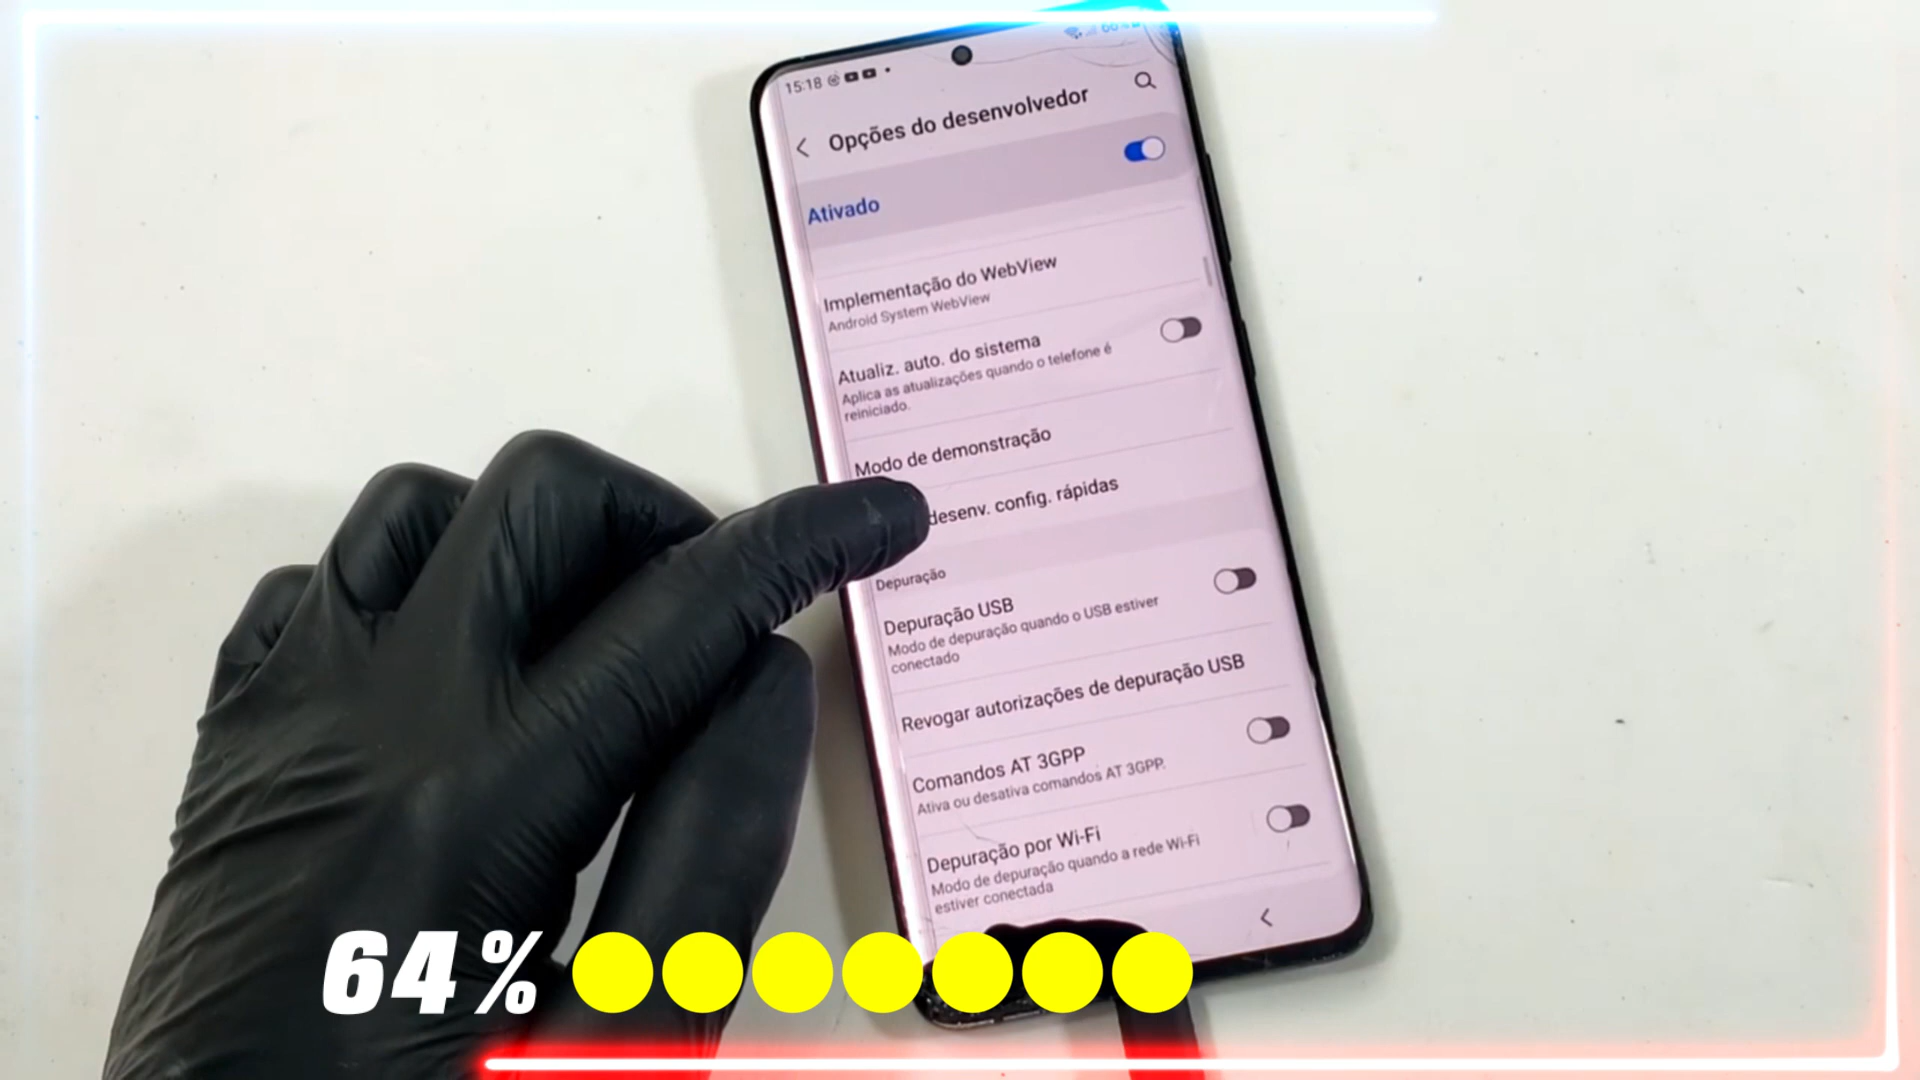 15:18
Opções do desenvolvedor
Ativado
Implementação do WebView
Android System WebView
Atualiz. auto. do sistema
Aplica as atualizações quando o telefone é
reiniciado.
Modo de demonstração
desenv. config. rápidas
Depuração
Depuração USB
Modo de depuração quando o USB estiver
conectado
Revogar autorizações de depuração USB
Comandos AT 3GPP
Ativa ou desativa comandos AT 3GPP.
Depuração por Wi-Fi
Modo de depuração quando a rede Wi-Fi
estiver conectada
64%